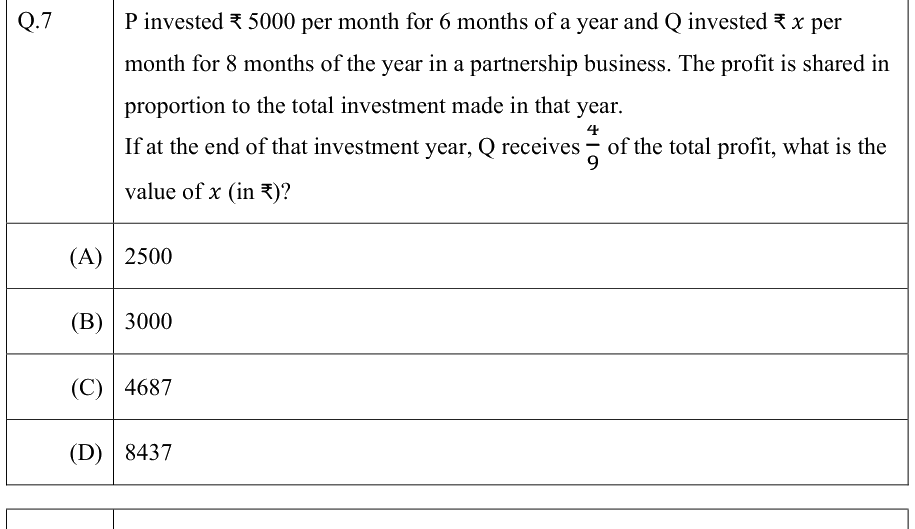 Q.7 P invested ₹ 5000 per month for 6 months of a year and Q invested ₹ x per
month for 8 months of the year in a partnership business. The profit is shared in
proportion to the total investment made in that year.
If at the end of that investment year, Q receives 4/9 of the total profit, what is the
value of x (in ₹)?
(A) 2500
(B) 3000
(C) 4687
(D) 8437